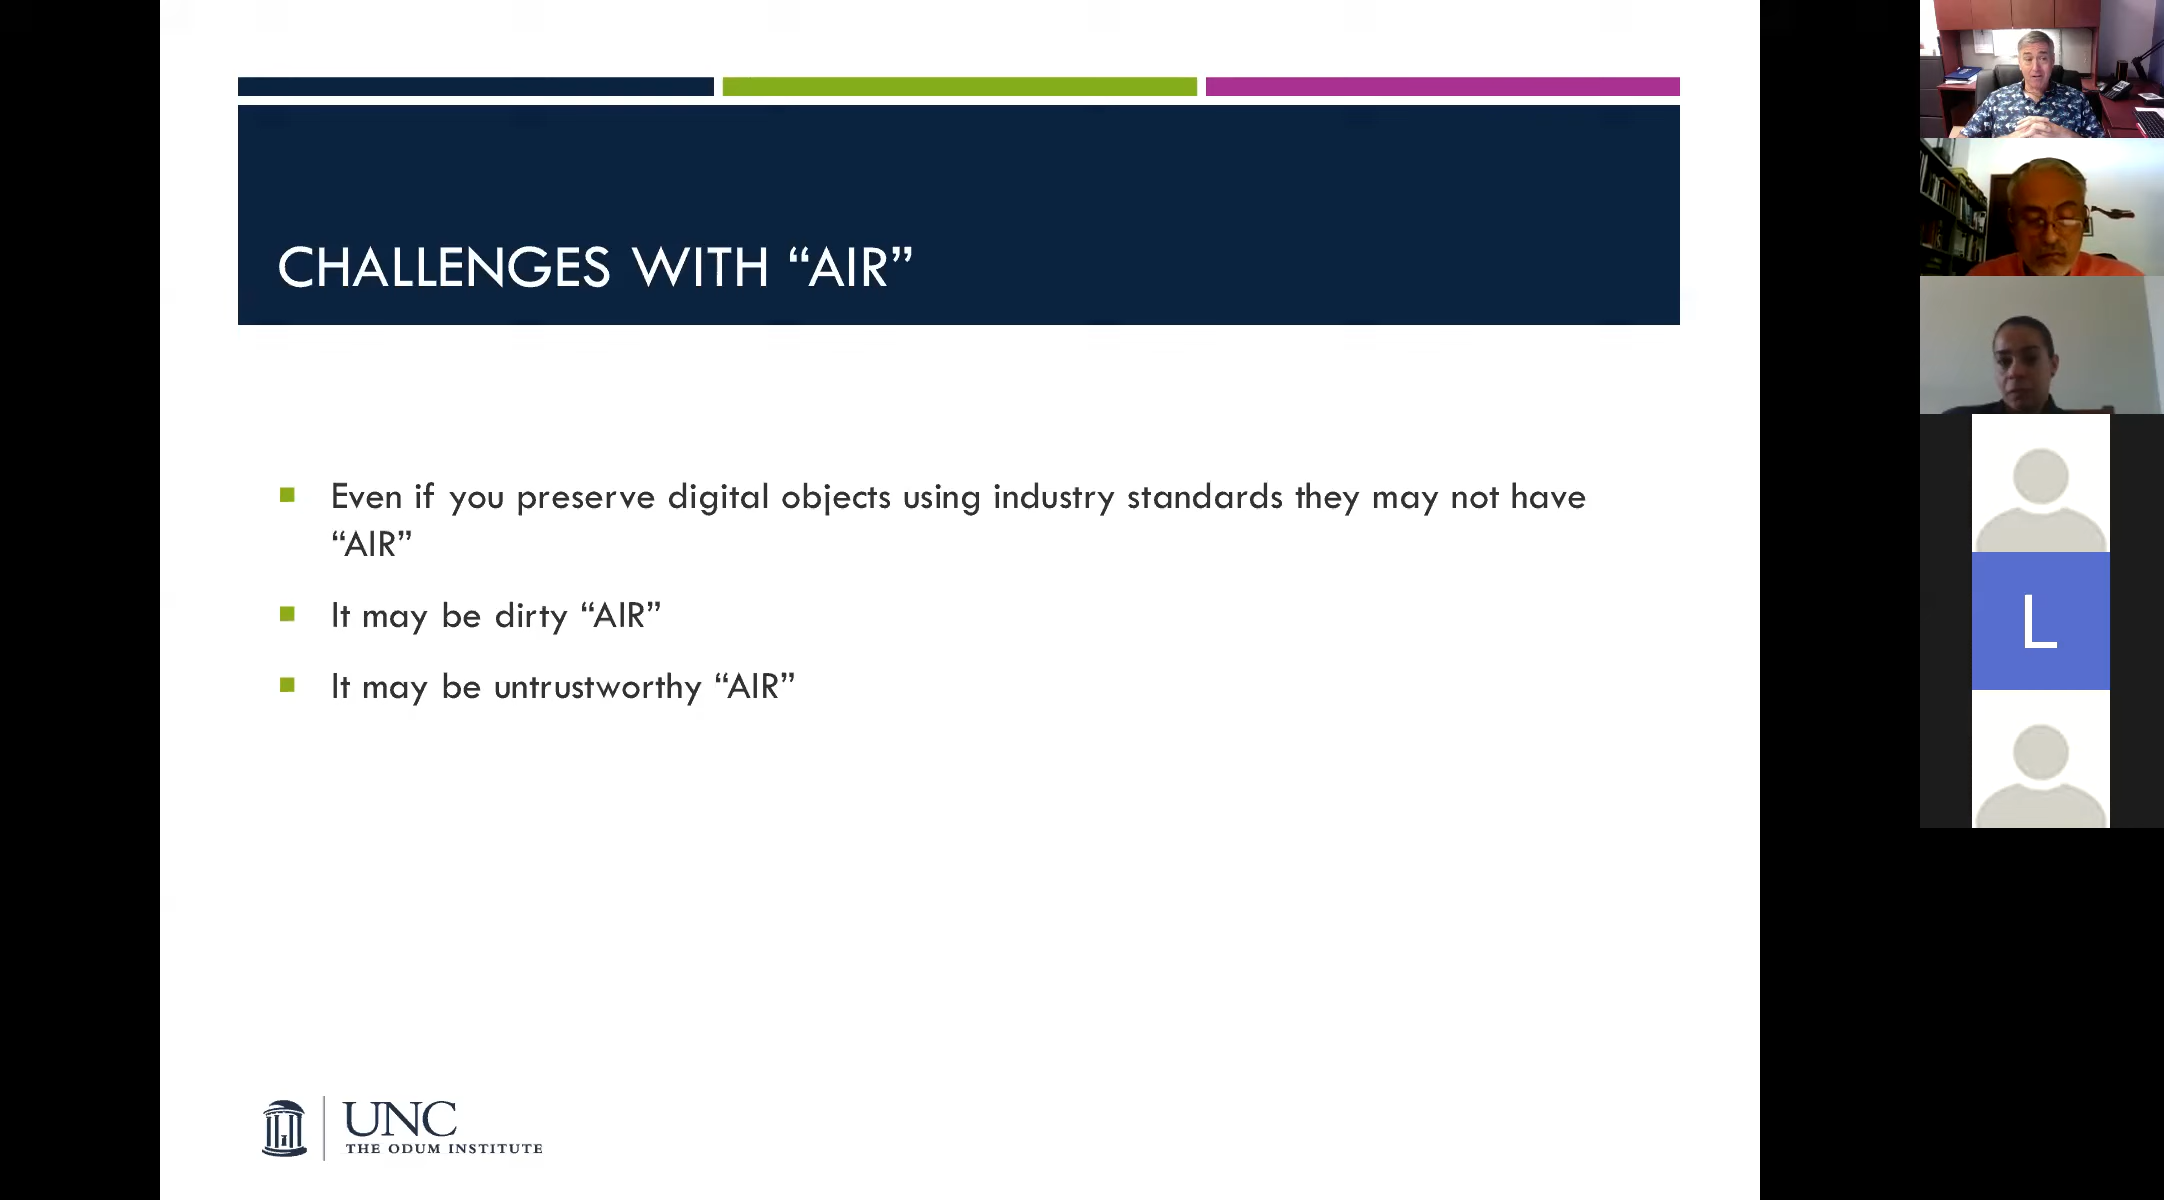 CHALLENGES WITH “AIR”
Even if you preserve digital objects using industry standards they may not have
“AIR”
It may be dirty “AIR”
It may be untrustworthy “AIR”
UNC
THE ODUM INSTITUTE
L